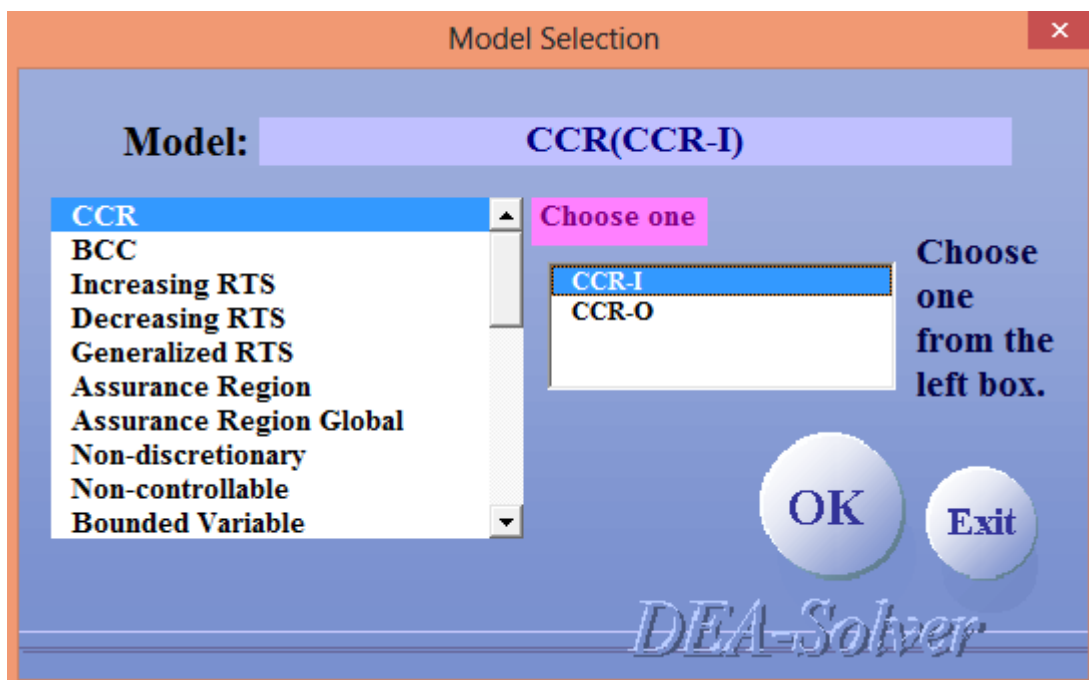 Model Selection
Model: CCR(CCR-I)
CCR
BCC
Increasing RTS
Decreasing RTS
Generalized RTS
Assurance Region
Assurance Region Global
Non-discretionary
Non-controllable
Bounded Variable
Choose one
CCR-I
CCR-O
Choose
one
from the
left box.
OK
Exit
DEA-Solver